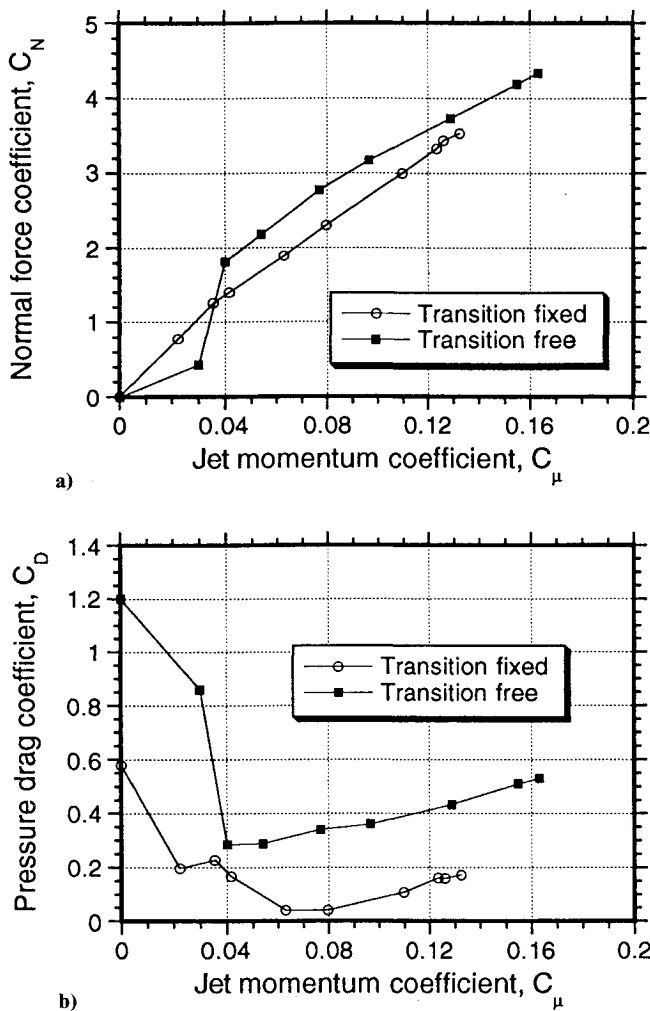 5
4
3
2
1
0
Normal force coefficient, C_N
Transition fixed
Transition free
0 0.04 0.08 0.12 0.16 0.2
Jet momentum coefficient, C_μ
a)
1.4
1.2
1
0.8
0.6
0.4
0.2
0
Pressure drag coefficient, C_D
Transition fixed
Transition free
0 0.04 0.08 0.12 0.16 0.2
Jet momentum coefficient, C_μ
b)